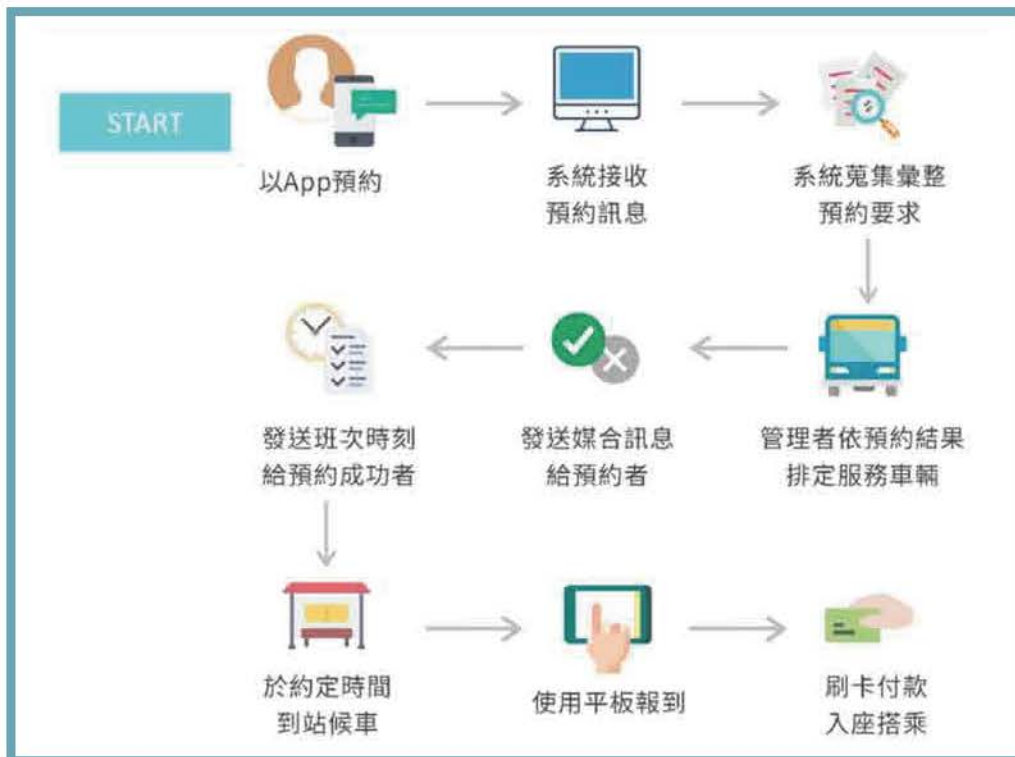 START
以App預約
系統接收
預約訊息
系統蒐集彙整
預約要求
管理者依預約結果
排定服務車輛
發送媒合訊息
給預約者
發送班次時刻
給預約成功者
於約定時間
到站候車
使用平板報到
刷卡付款
入座搭乘